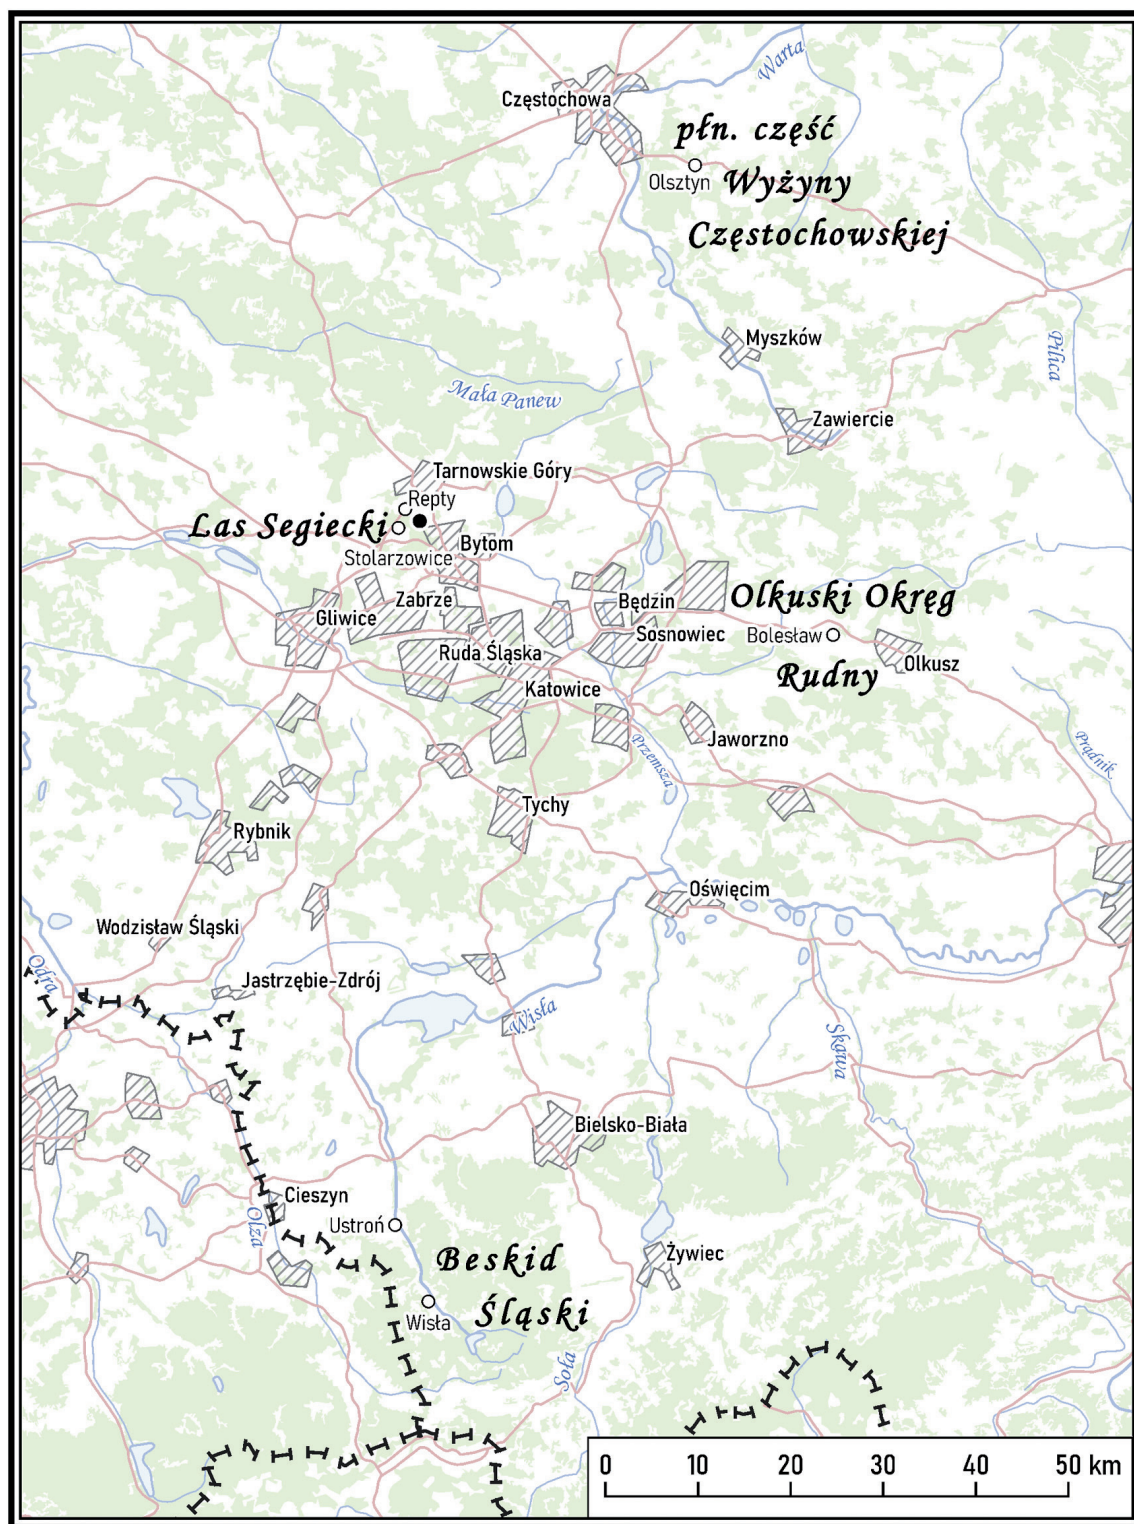 Warta
Częstochowa
płn. część
Olsztyn
Wyżyny
Częstochowskiej
Myszków
Pilica
Mała Panew
Zawiercie
Tarnowskie Góry
Repty
Las Segiecki
Stolarzowice
Bytom
Zabrze
Gliwice
Będzin
Olkuski Okręg
Sosnowiec
Bolesław
Ruda Śląska
Olkusz
Rudny
Katowice
Jaworzno
Przemsza
Prądnik
Tychy
Rybnik
Oświęcim
Wodzisław Śląski
Odra
Jastrzębie-Zdrój
Wisła
Skawa
Bielsko-Biała
Cieszyn
Olza
Ustroń
Beskid
Żywiec
Wisła
Śląski
Soła
0 10 20 30 40 50 km